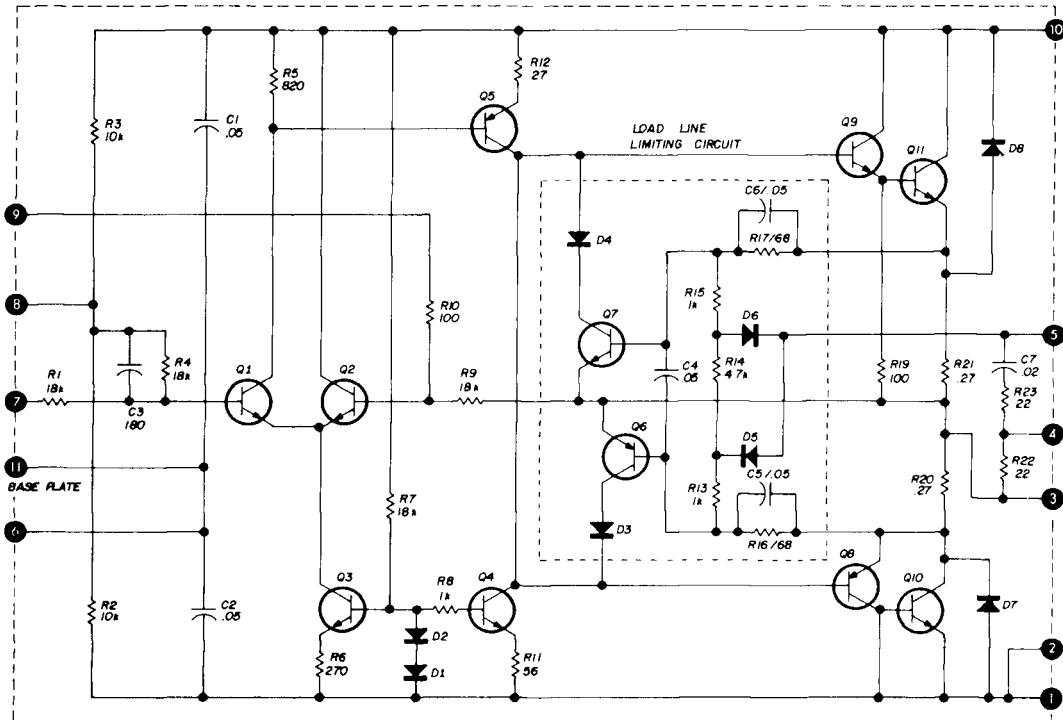 10
R5
820
R12
27
Q5
R3
10k
C1
.05
LOAD LINE
LIMITING CIRCUIT
Q9
Q11
D8
C6/.05
9
D4
R17/68
8
R15
1k
R10
100
Q7
D6
5
R4
18k
R1
18k
Q1
Q2
R9
18k
C4
.05
R14
4.7k
R19
100
R21
.27
C7
.02
R23
22
7
C3
180
Q6
4
D5
11
BASE PLATE
R13
1k
C5/.05
R20
.27
R22
22
3
R7
18k
6
D3
R16/68
Q3
R8
1k
Q4
Q8
Q10
R2
10k
C2
.05
D2
D7
2
R6
270
D1
R11
56
1